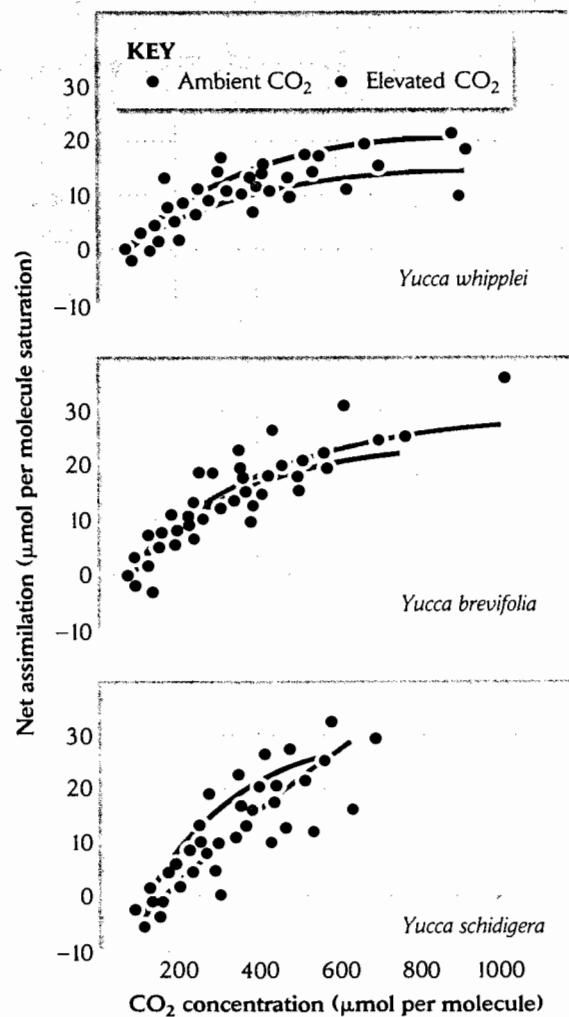 KEY
Ambient CO₂ Elevated CO₂
Net assimilation (μmol per molecule saturation)
30
20
10
0
−10
Yucca whipplei
30
20
10
0
−10
Yucca brevifolia
30
20
10
0
−10
Yucca schidigera
200 400 600 800 1000
CO₂ concentration (μmol per molecule)